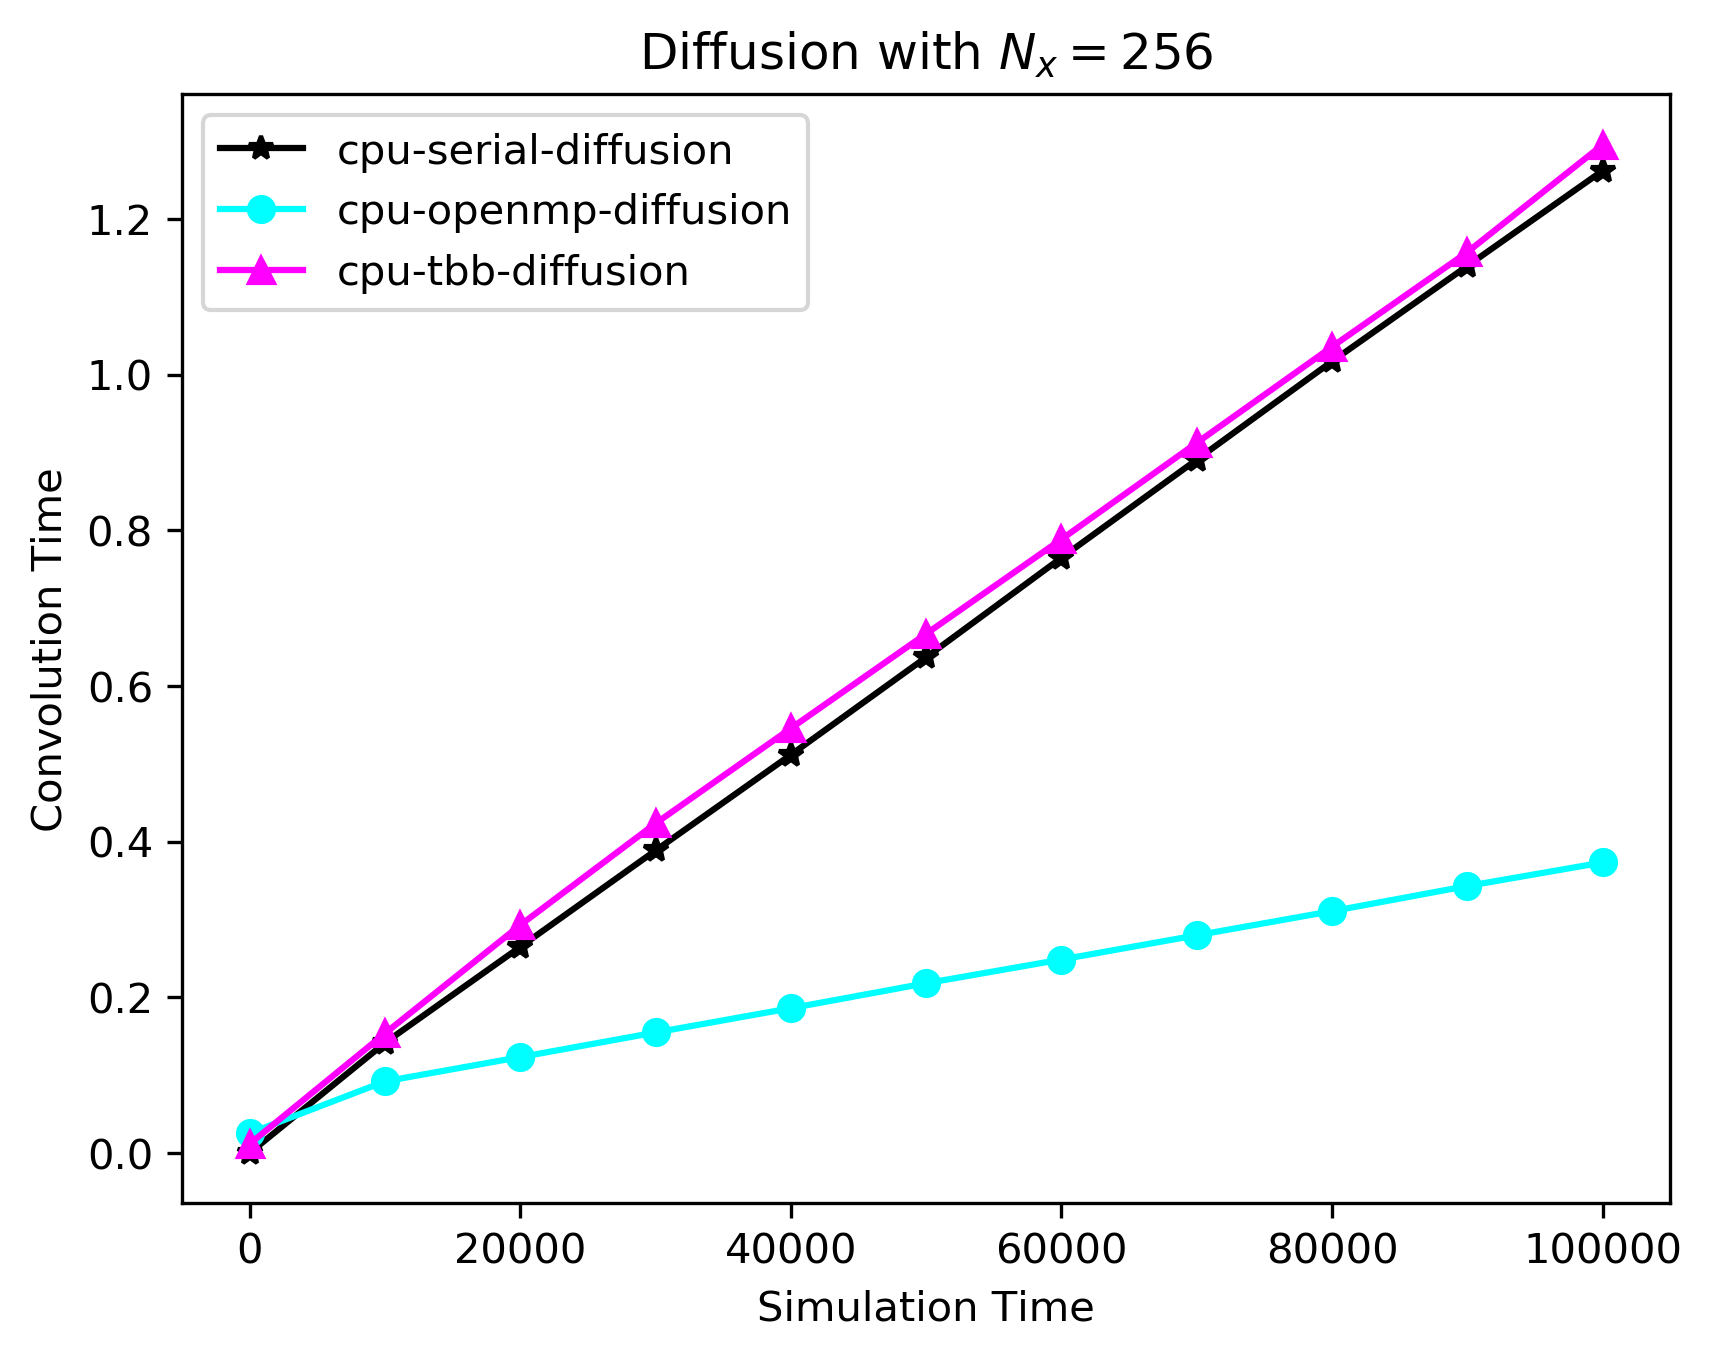 Diffusion with Nₓ = 256
cpu-serial-diffusion
cpu-openmp-diffusion
cpu-tbb-diffusion
Convolution Time
1.2
1.0
0.8
0.6
0.4
0.2
0.0
0 20000 40000 60000 80000 100000
Simulation Time